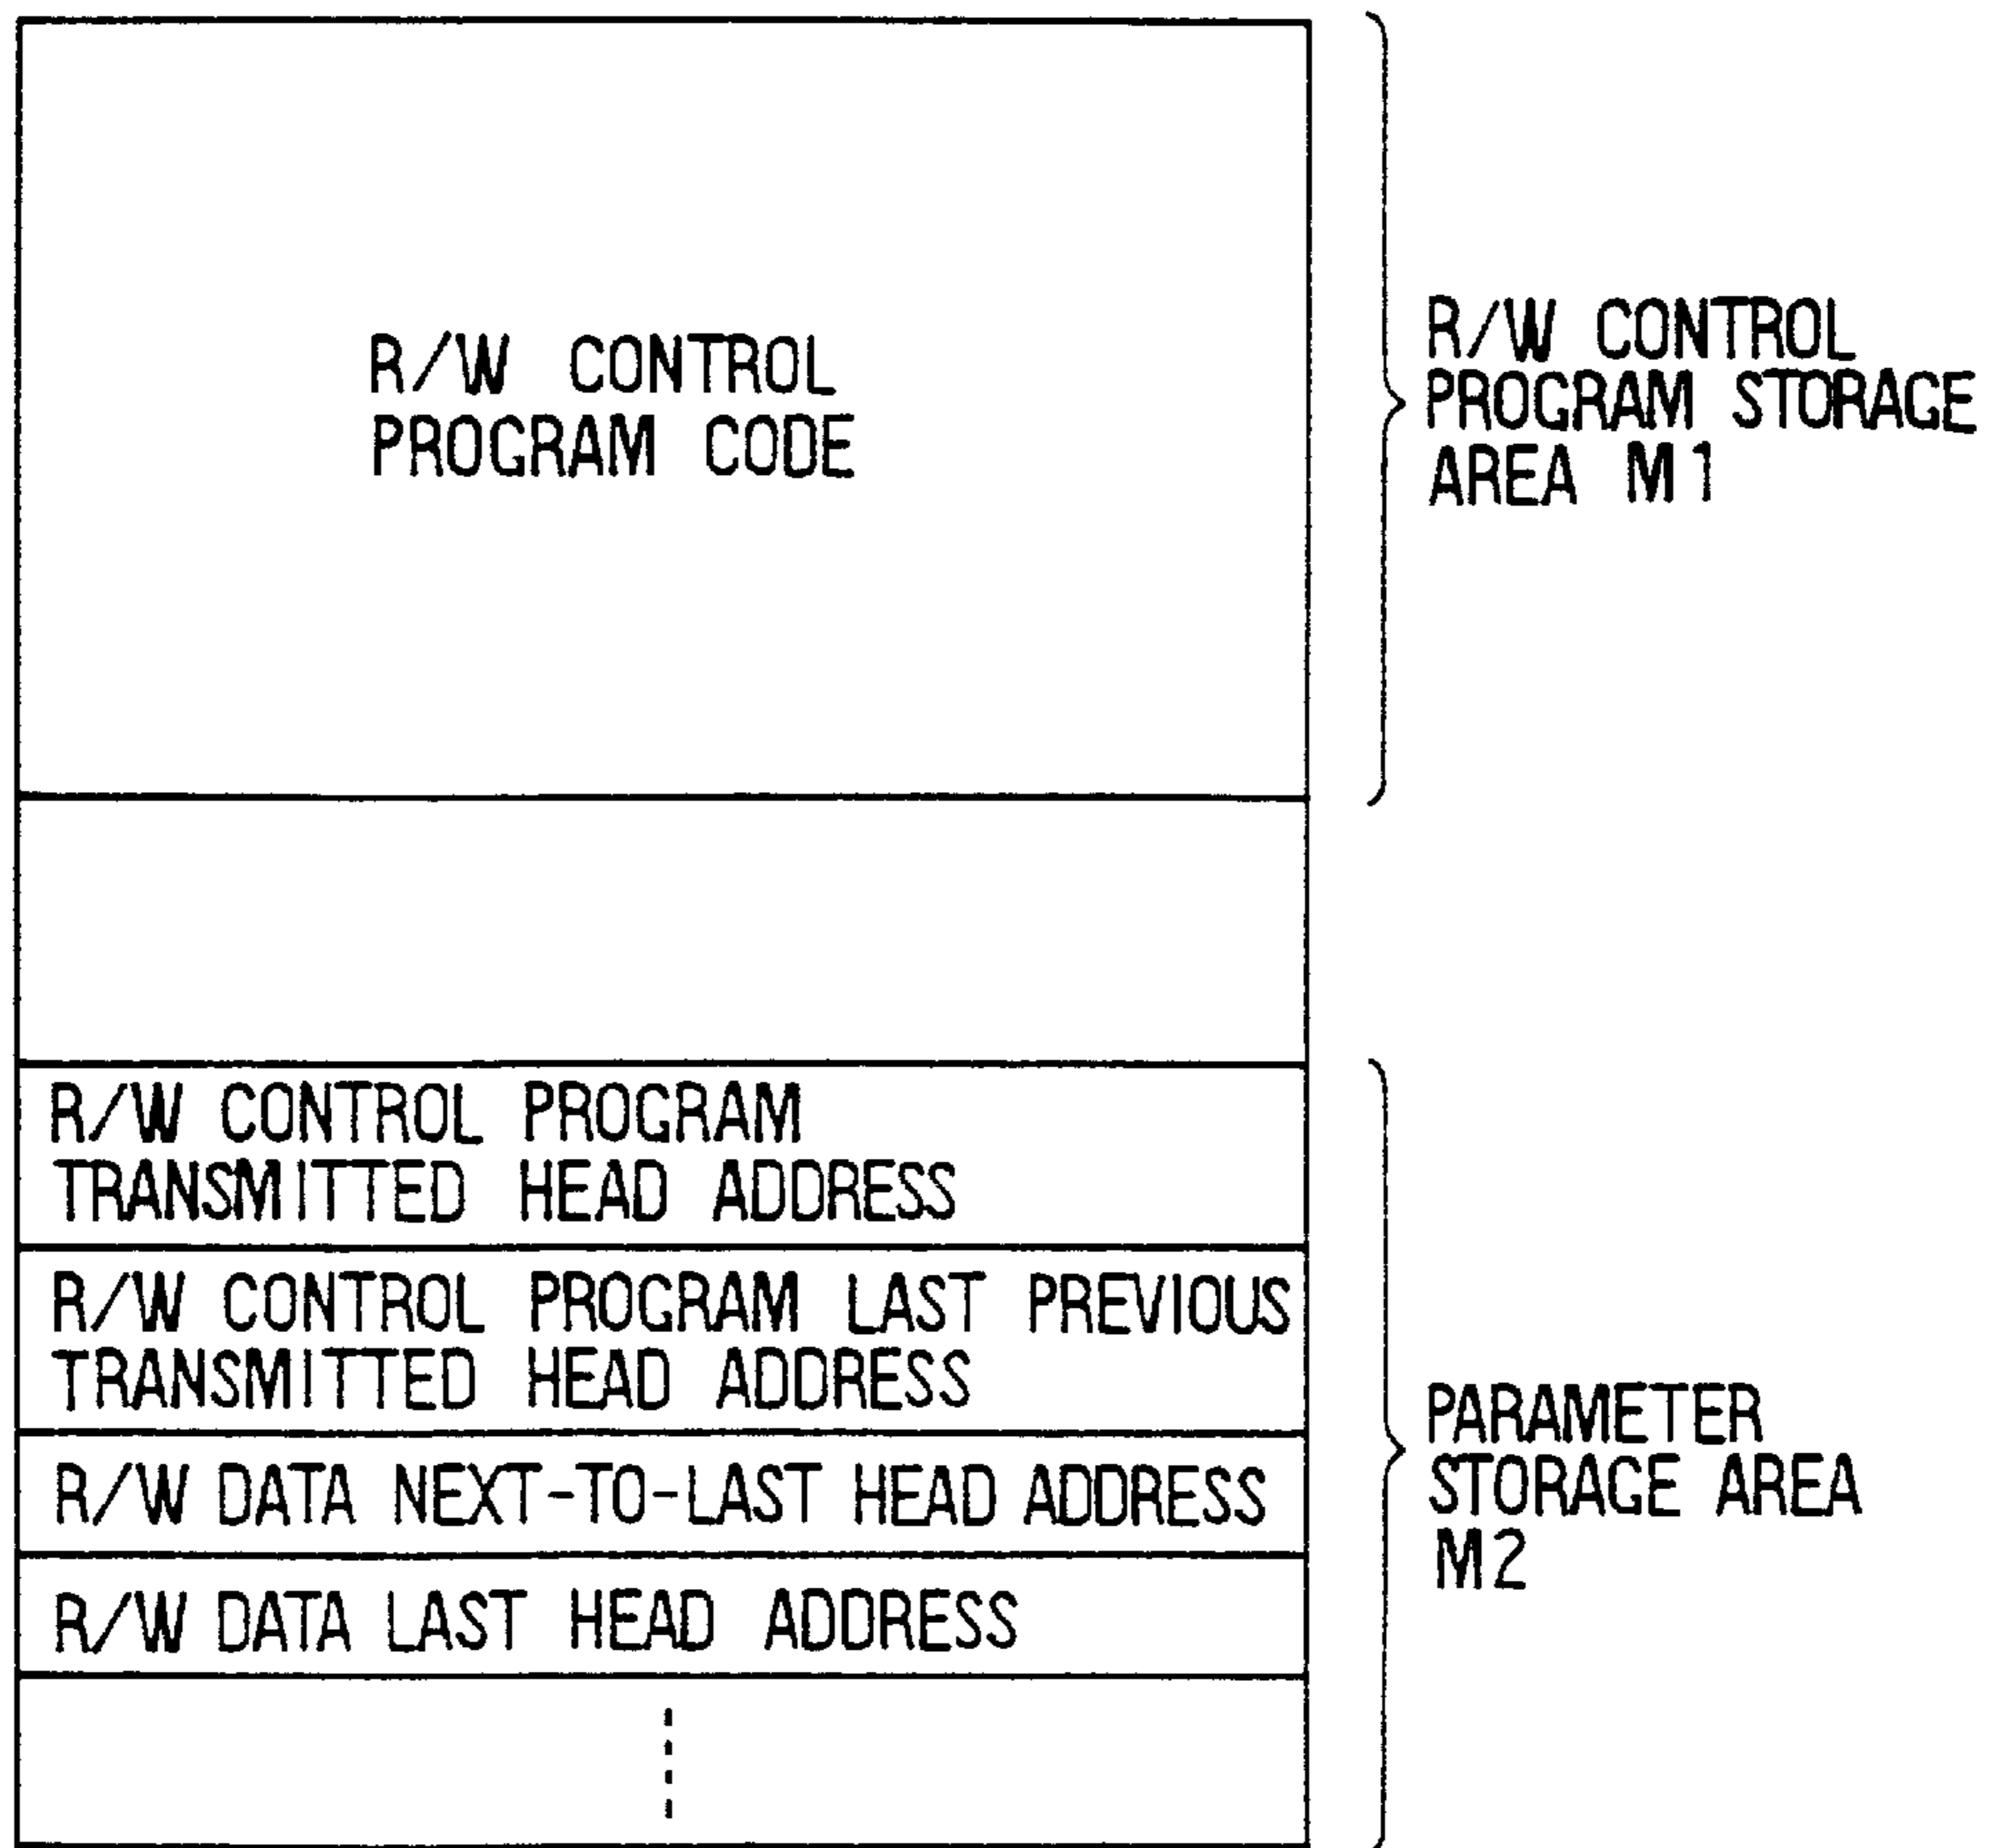 R/W CONTROL
PROGRAM CODE
R/W CONTROL
PROGRAM STORAGE
AREA M1
R/W CONTROL PROGRAM
TRANSMITTED HEAD ADDRESS
R/W CONTROL PROGRAM LAST PREVIOUS
TRANSMITTED HEAD ADDRESS
R/W DATA NEXT-TO-LAST HEAD ADDRESS
R/W DATA LAST HEAD ADDRESS
PARAMETER
STORAGE AREA
M2